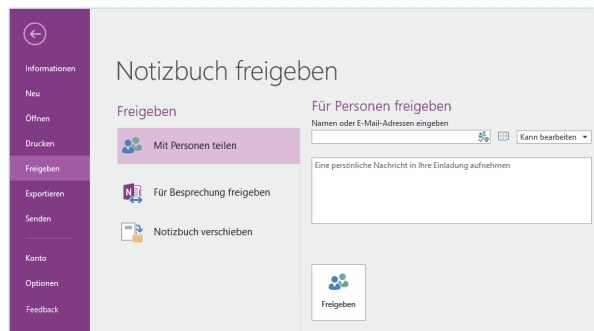 Informationen
Neu
Öffnen
Drucken
Freigeben
Exportieren
Senden
Konto
Optionen
Feedback
Notizbuch freigeben
Freigeben
Mit Personen teilen
Für Besprechung freigeben
Notizbuch verschieben
Für Personen freigeben
Namen oder E-Mail-Adressen eingeben
Kann bearbeiten
Eine persönliche Nachricht in Ihre Einladung aufnehmen
Freigeben